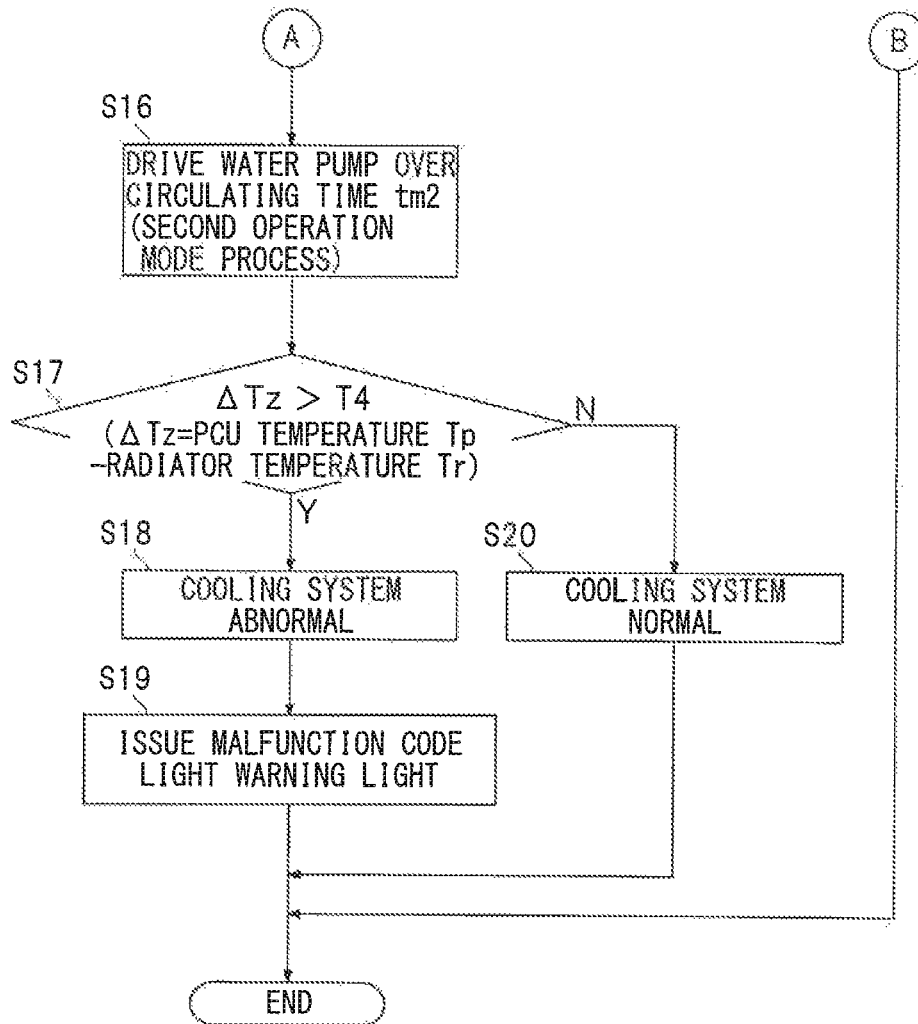 A
B
S16
DRIVE WATER PUMP OVER
CIRCULATING TIME tm2
(SECOND OPERATION
MODE PROCESS)
S17
ΔTz > T4
(ΔTz=PCU TEMPERATURE Tp
-RADIATOR TEMPERATURE Tr)
N
Y
S18
COOLING SYSTEM
ABNORMAL
S20
COOLING SYSTEM
NORMAL
S19
ISSUE MALFUNCTION CODE
LIGHT WARNING LIGHT
END